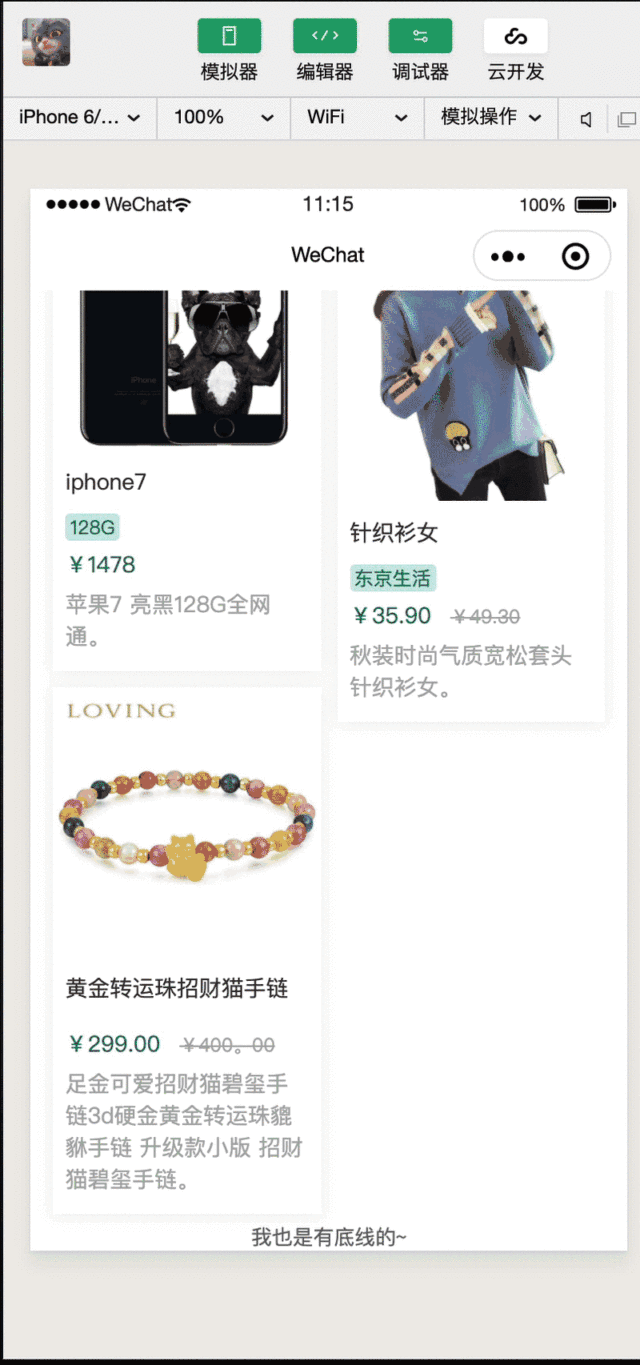 模拟器 编辑器 调试器 云开发
iPhone 6/... 100% WiFi 模拟操作
WeChat 11:15 100%
WeChat
iPhone
iphone7
128G
￥1478
苹果7 亮黑128G全网
通。
针织衫女
东京生活
￥35.90 ￥49.30
秋装时尚气质宽松套头
针织衫女。
LOVING
黄金转运珠招财猫手链
￥299.00 ￥400。00
足金可爱招财猫碧玺手
链3d硬金黄金转运珠貔
貅手链 升级款小版 招财
猫碧玺手链。
我也是有底线的~